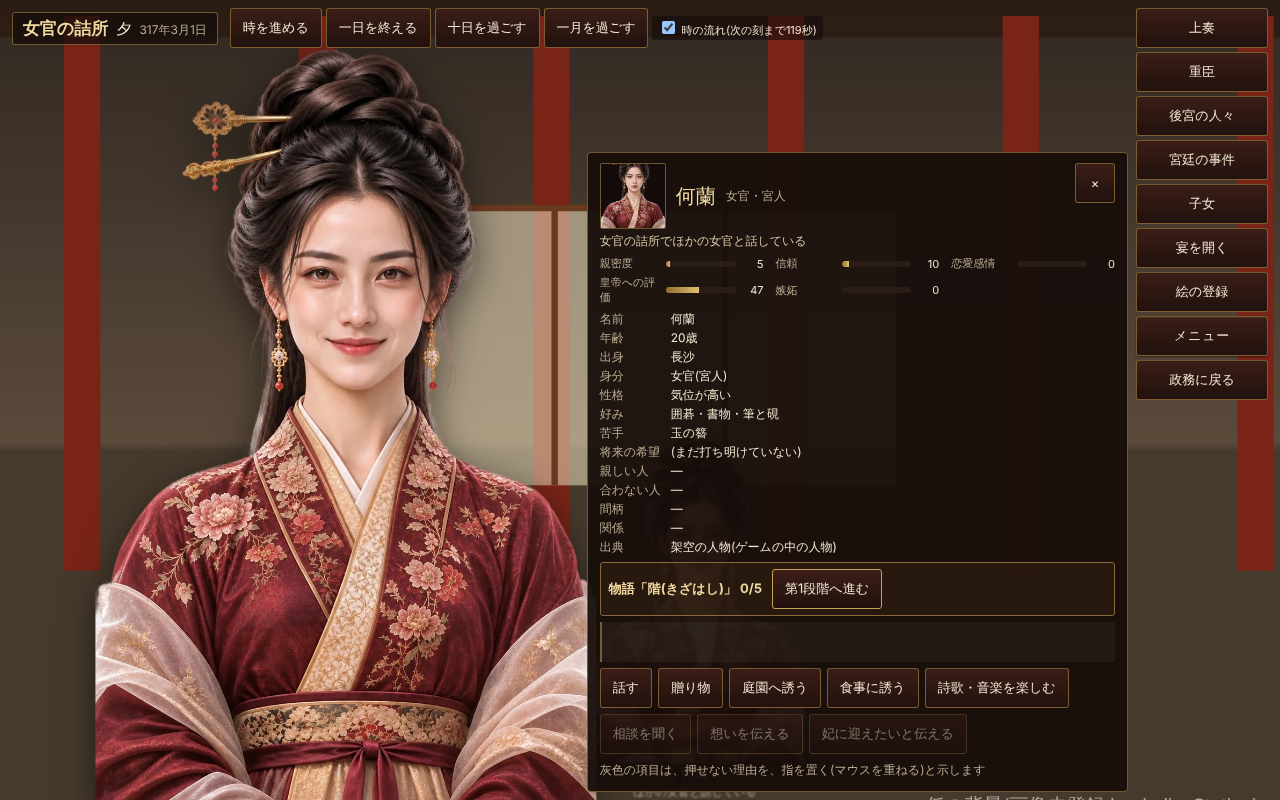 女官の詰所 夕 317年3月1日
時を進める
一日を終える
十日を過ごす
一月を過ごす
時の流れ(次の刻まで119秒)
上奏
重臣
後宮の人々
宮廷の事件
子女
宴を開く
絵の登録
メニュー
政務に戻る
何蘭 女官・宮人
×
女官の詰所でほかの女官と話している
親密度 5 信頼 10 恋愛感情 0
皇帝への評価 47 嫉妬 0
名前 何蘭
年齢 20歳
出身 長沙
身分 女官(宮人)
性格 気位が高い
好み 囲碁・書物・筆と硯
苦手 玉の簪
将来の希望 (まだ打ち明けていない)
親しい人 —
合わない人 —
間柄 —
関係 —
出典 架空の人物(ゲームの中の人物)
物語「階(きざはし)」 0/5 第1段階へ進む
話す
贈り物
庭園へ誘う
食事に誘う
詩歌・音楽を楽しむ
相談を聞く
想いを伝える
妃に迎えたいと伝える
灰色の項目は、押せない理由を、指を置く(マウスを重ねる)と示します
ほかの女官と話している